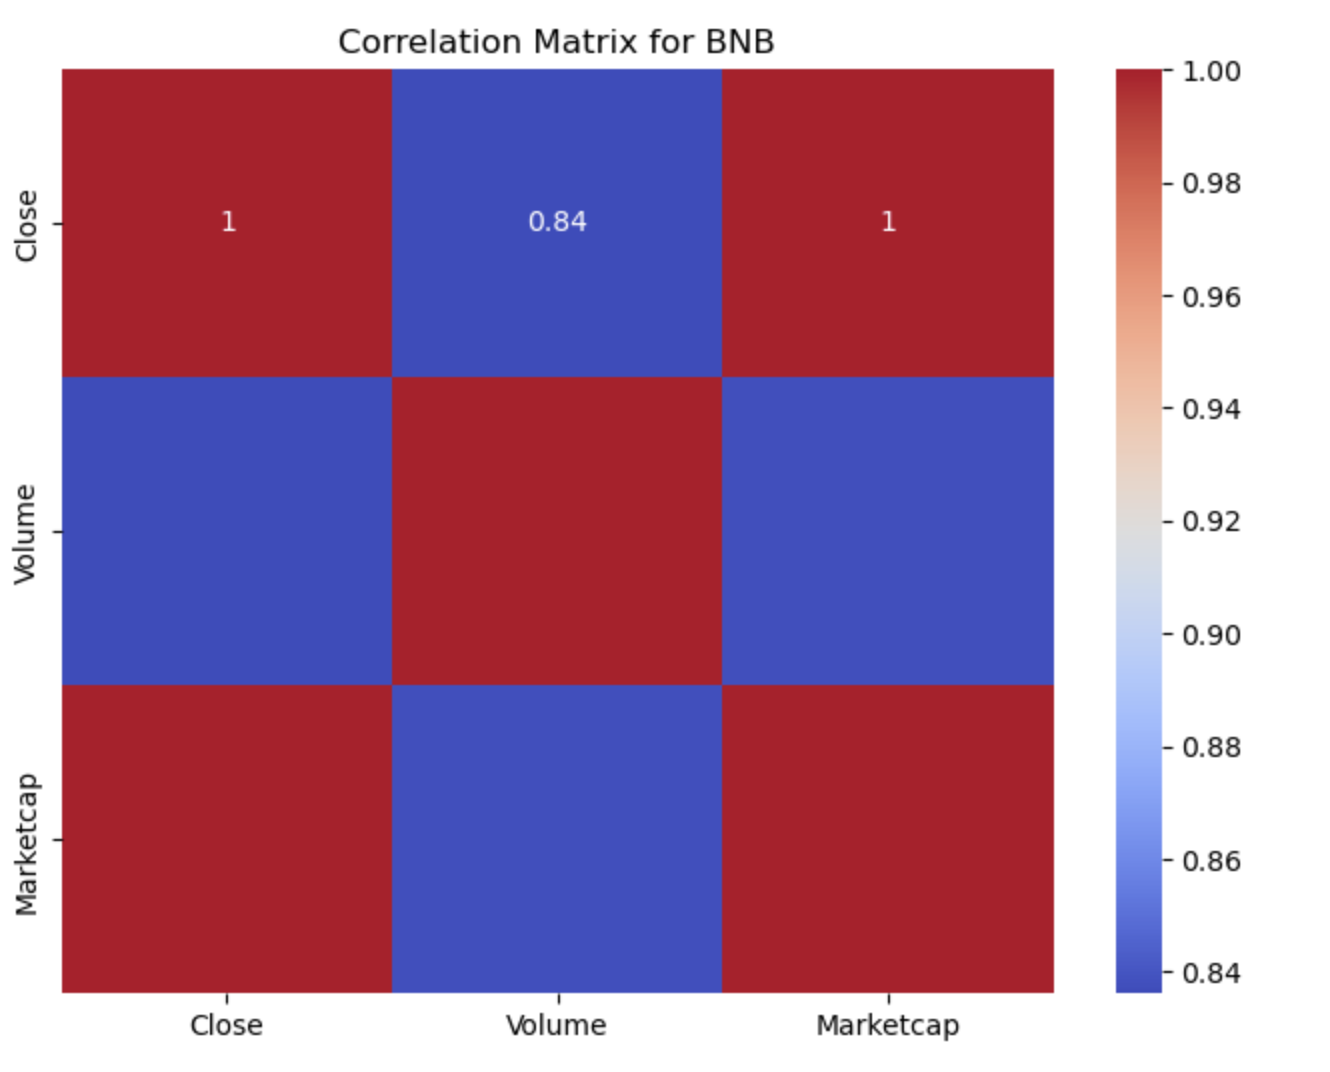 Correlation Matrix for BNB
Close
1
0.84
1
Volume
Marketcap
Close
Volume
Marketcap
1.00
0.98
0.96
0.94
0.92
0.90
0.88
0.86
0.84